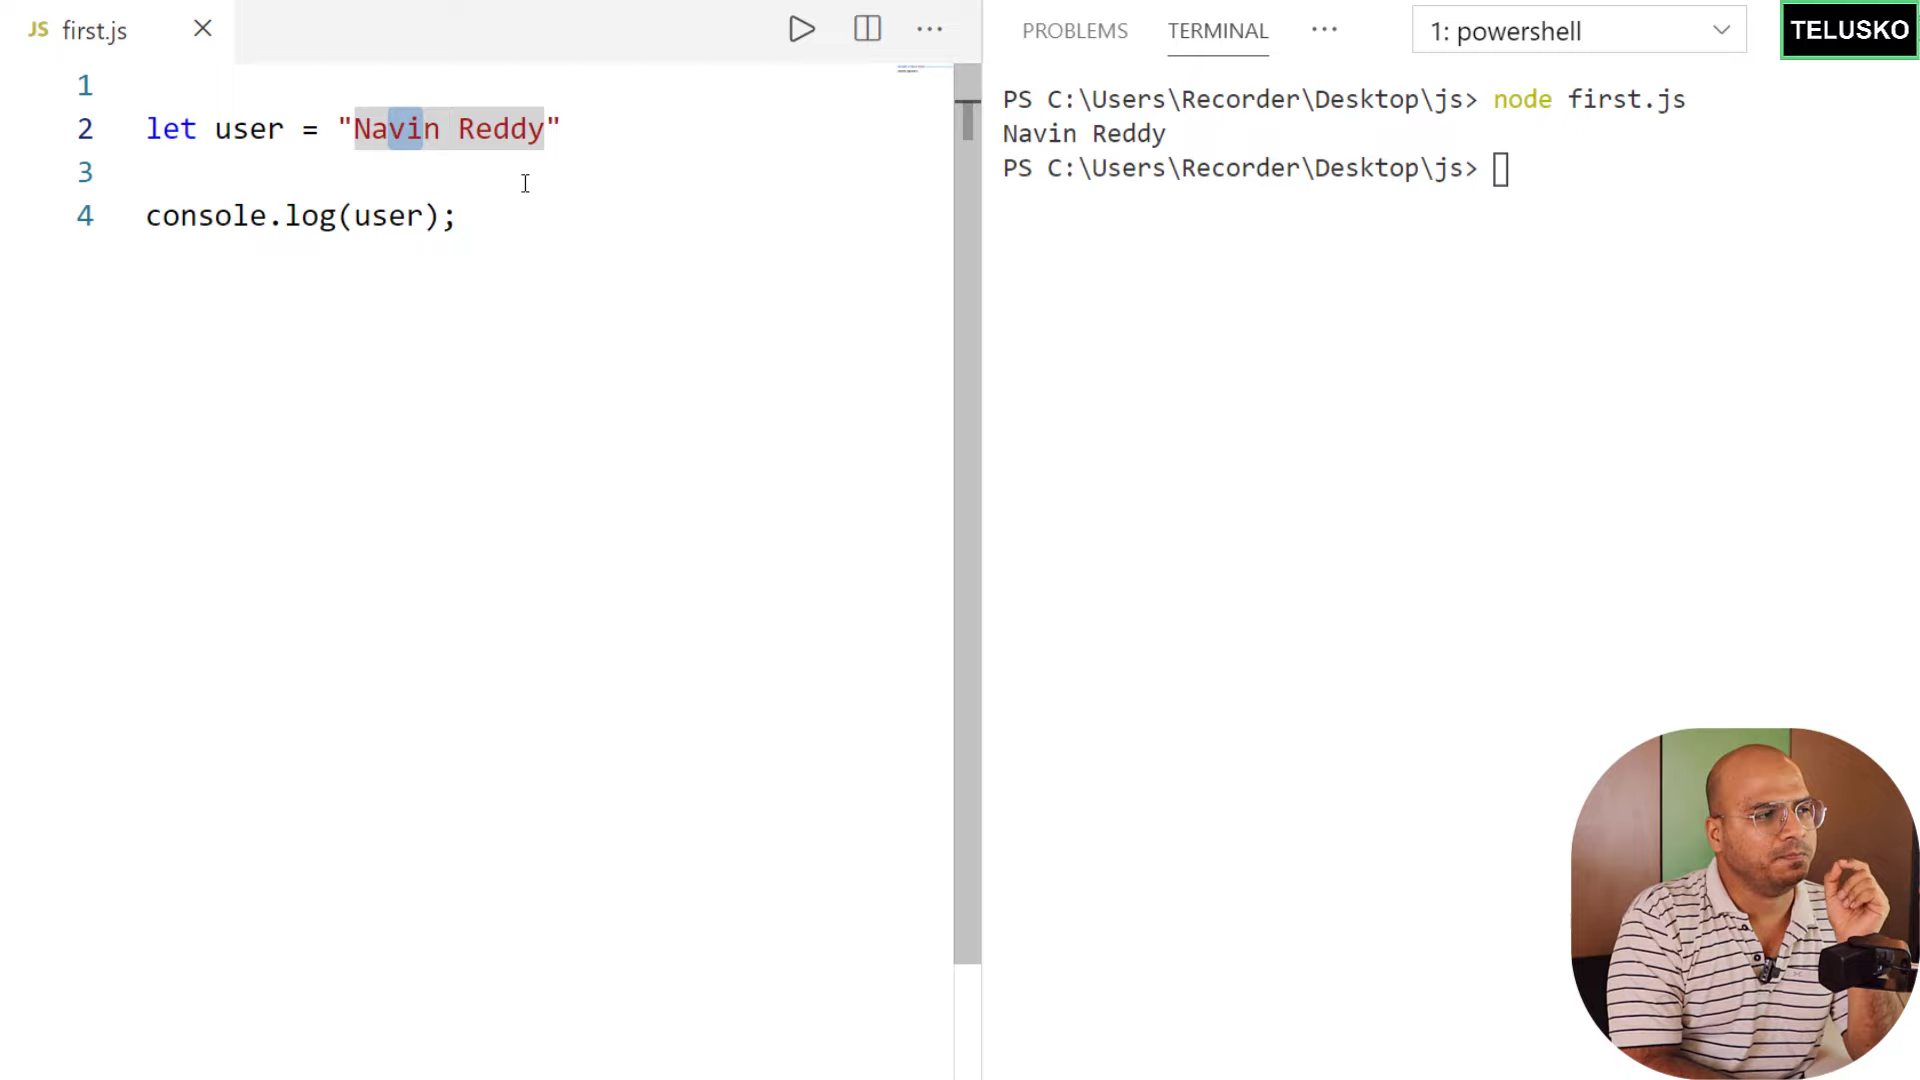 JS first.js
PROBLEMS TERMINAL ··· 1: powershell
TELUSKO
1
2 let user = "Navin Reddy"
3
4 console.log(user);
PS C:\Users\Recorder\Desktop\js> node first.js
Navin Reddy
PS C:\Users\Recorder\Desktop\js>